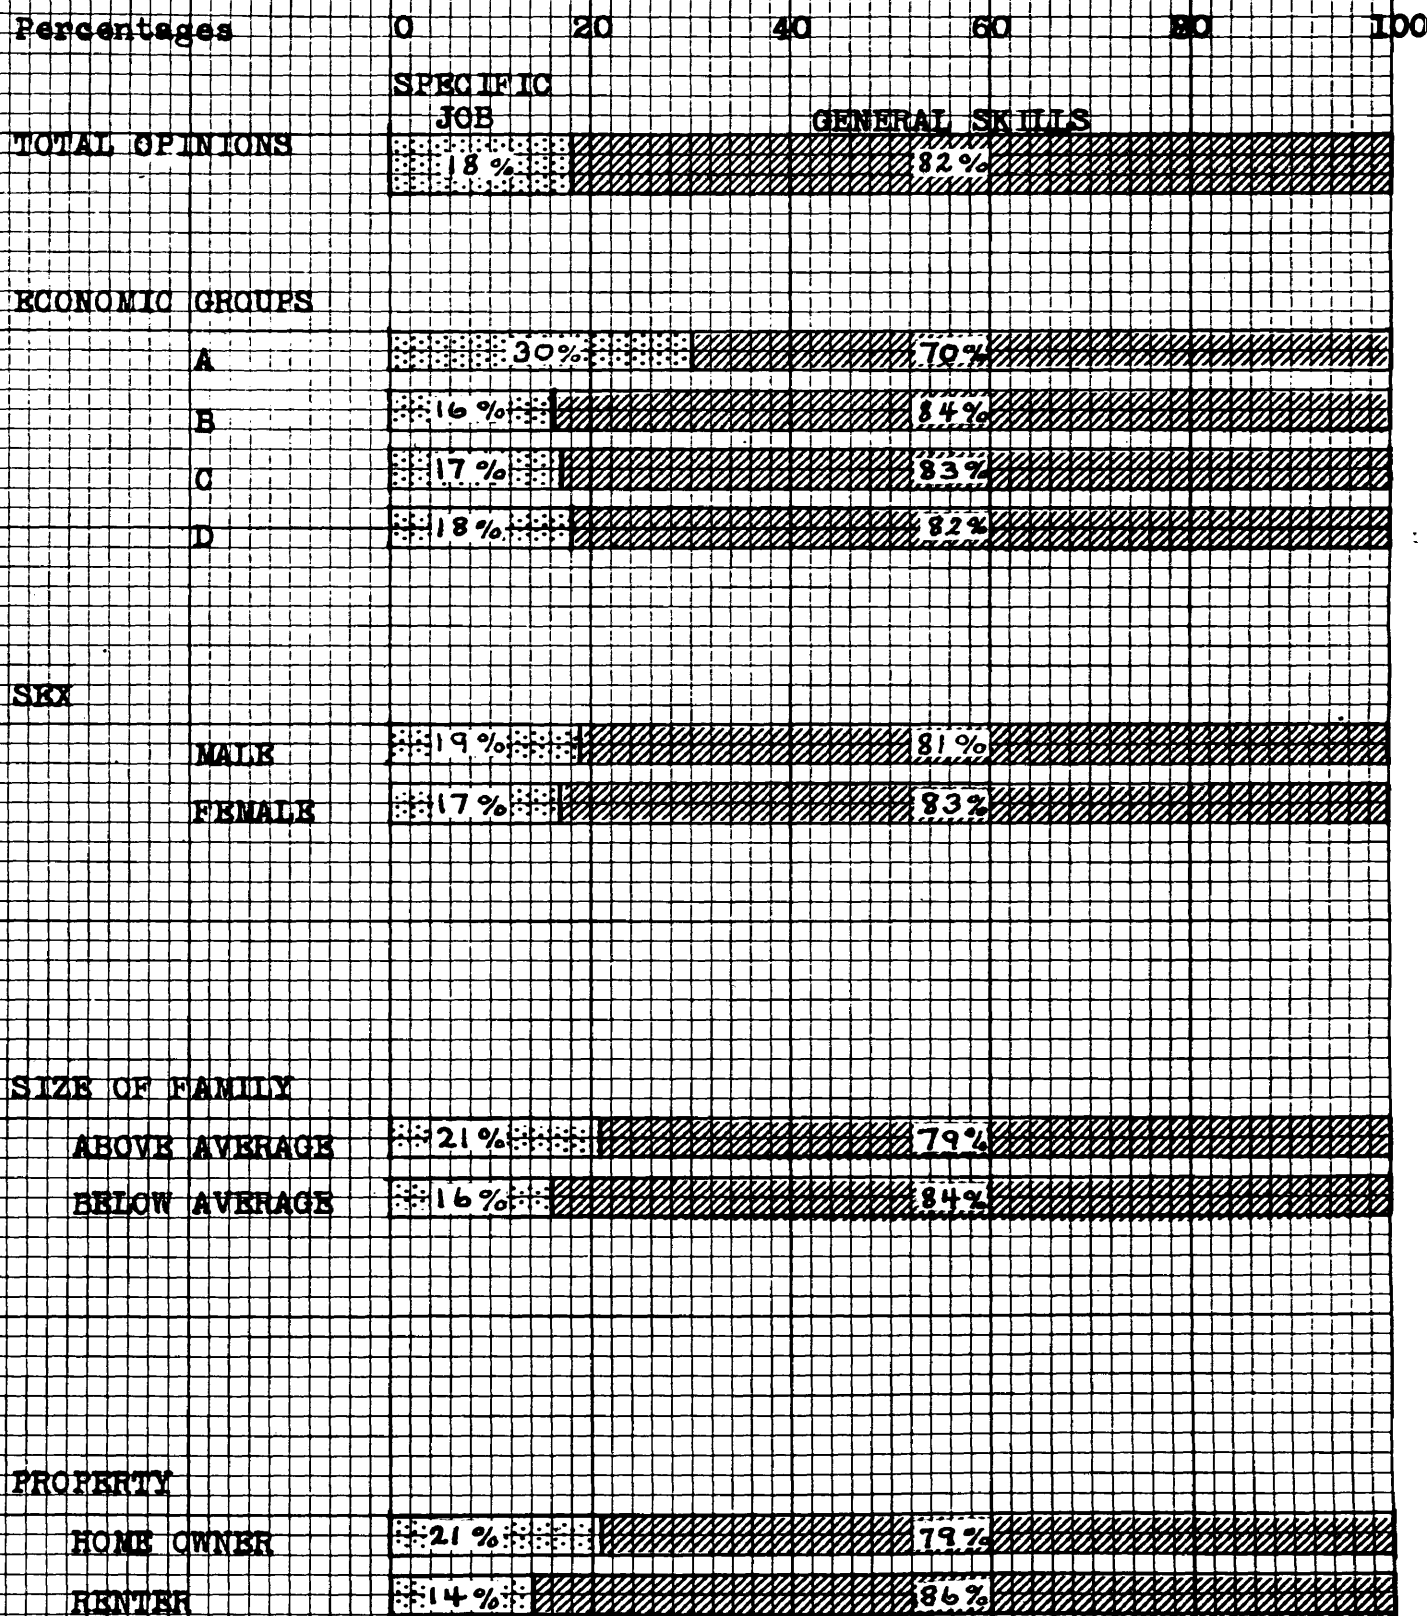 Percentages 0 20 40 60 80 100
SPECIFIC
JOB GENERAL SKILLS
TOTAL OPINIONS 18% 82%
ECONOMIC GROUPS
A 30% 70%
B 16% 84%
C 17% 83%
D 18% 82%
SEX
MALE 19% 81%
FEMALE 17% 83%
SIZE OF FAMILY
ABOVE AVERAGE 21% 79%
BELOW AVERAGE 16% 84%
PROPERTY
HOME OWNER 21% 79%
RENTER 14% 86%